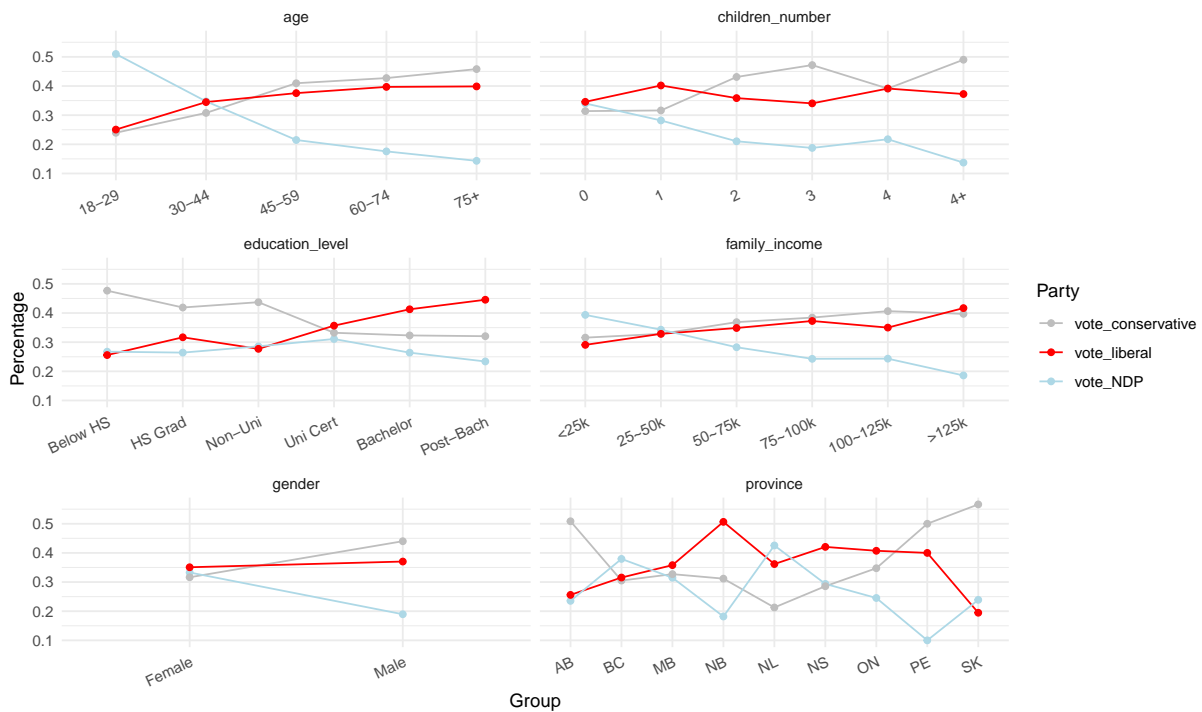 age
children_number
0.5
0.4
0.3
0.2
0.1
18−29
30−44
45−59
60−74
75+
0
1
2
3
4
4+
education_level
family_income
0.5
0.4
0.3
0.2
0.1
Below HS
HS Grad
Non−Uni
Uni Cert
Bachelor
Post−Bach
<25k
25~50k
50~75k
75~100k
100~125k
>125k
gender
province
0.5
0.4
0.3
0.2
0.1
Female
Male
AB
BC
MB
NB
NL
NS
ON
PE
SK
Percentage
Group
Party
vote_conservative
vote_liberal
vote_NDP